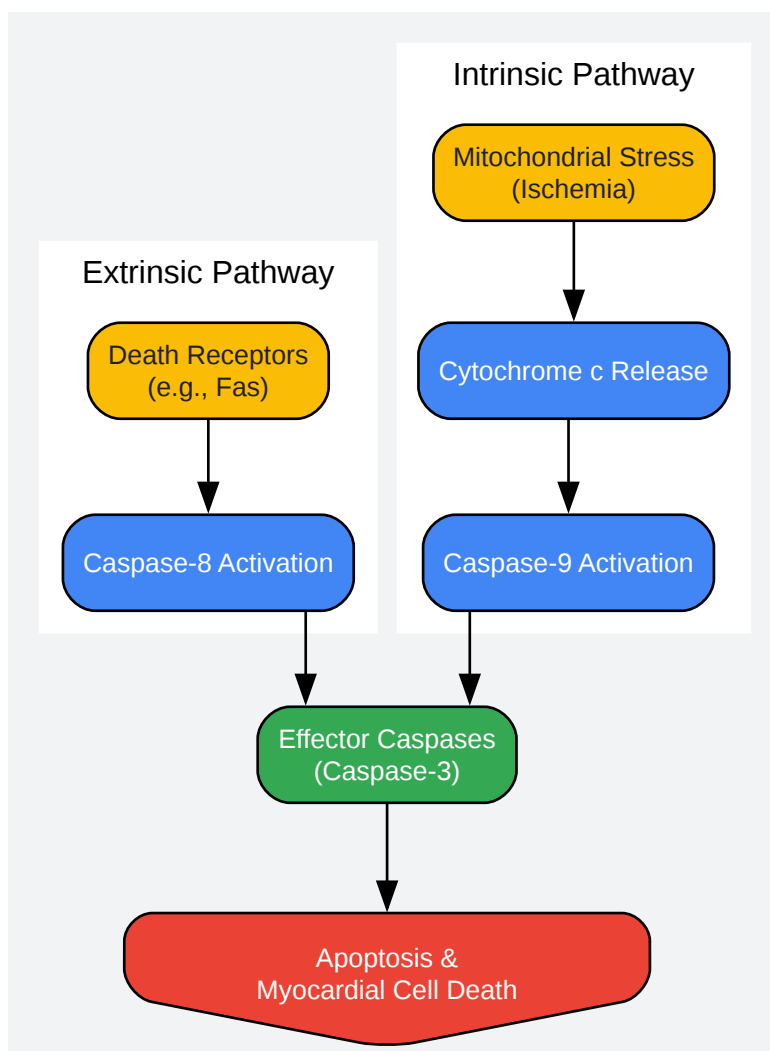 Intrinsic Pathway
Mitochondrial Stress
(Ischemia)
Extrinsic Pathway
Death Receptors
(e.g., Fas)
Cytochrome c Release
Caspase-8 Activation
Caspase-9 Activation
Effector Caspases
(Caspase-3)
Apoptosis &
Myocardial Cell Death